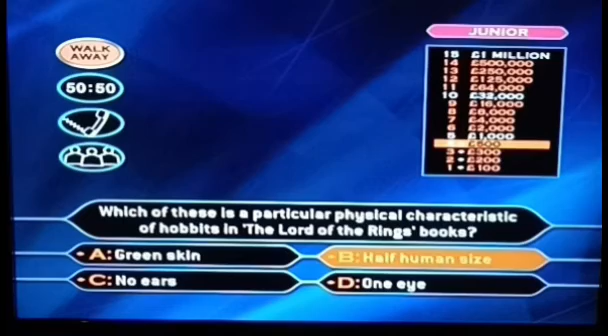 JUNIOR
WALK
AWAY
50:50
15 £1 MILLION
14 £500,000
13 £250,000
12 £125,000
11 £64,000
10 £32,000
9 £16,000
8 £8,000
7 £4,000
6 £2,000
5 £1,000
£500
3 • £300
2 • £200
1 • £100
Which of these is a particular physical characteristic
of hobbits in 'The Lord of the Rings' books?
• A: Green skin
• B: Half human size
• C: No ears
• D: One eye